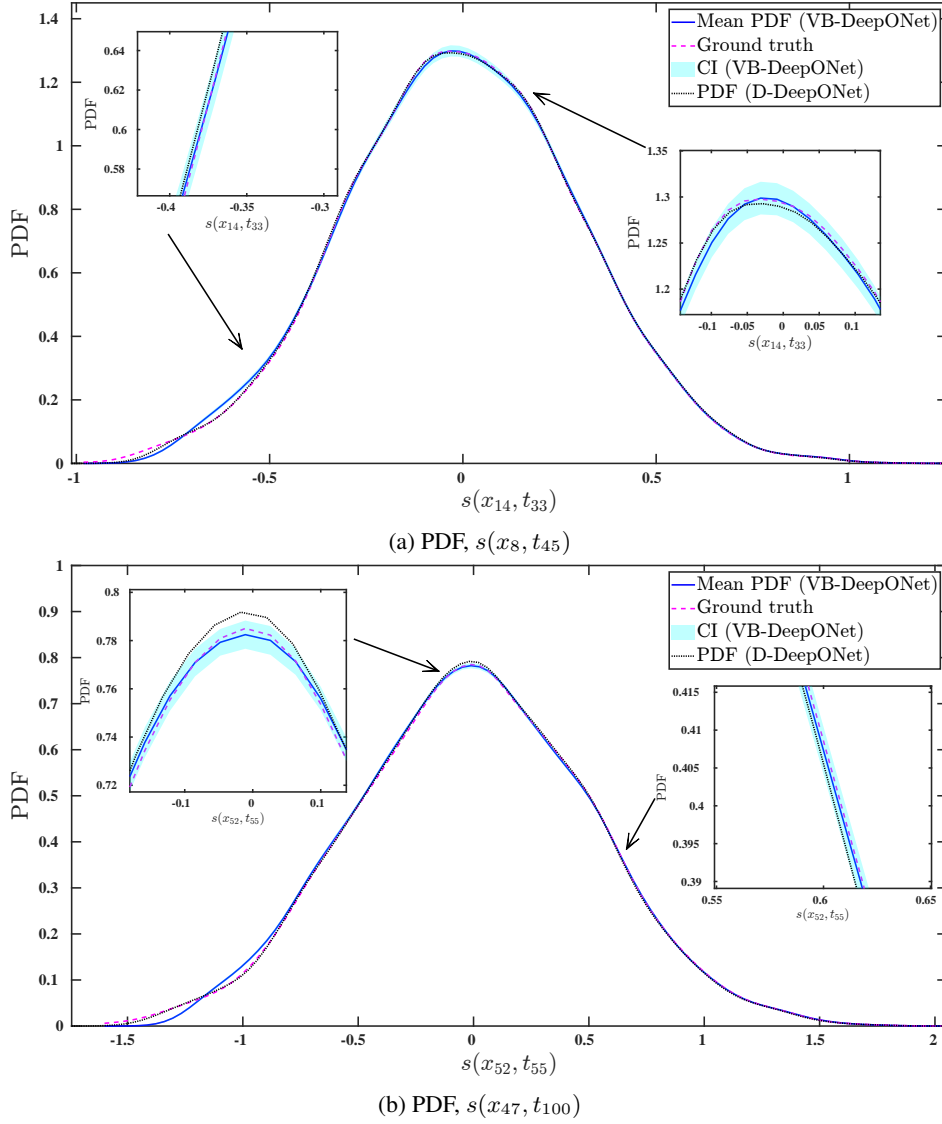 1.4
1.2
1
0.8
0.6
0.4
0.2
0
PDF
-1
-0.5
0
0.5
1
s(x₁₄, t₃₃)
Mean PDF (VB-DeepONet)
Ground truth
CI (VB-DeepONet)
PDF (D-DeepONet)
0.64
0.62
0.6
0.58
PDF
-0.4
-0.35
-0.3
s(x₁₄, t₃₃)
1.35
1.3
1.25
1.2
PDF
-0.1
-0.05
0
0.05
0.1
s(x₁₄, t₃₃)
(a) PDF, s(x₈, t₄₅)
1
0.9
0.8
0.7
0.6
0.5
0.4
0.3
0.2
0.1
0
PDF
-1.5
-1
-0.5
0
0.5
1
1.5
2
s(x₅₂, t₅₅)
Mean PDF (VB-DeepONet)
Ground truth
CI (VB-DeepONet)
PDF (D-DeepONet)
0.8
0.78
0.76
0.74
0.72
PDF
-0.1
0
0.1
s(x₅₂, t₅₅)
0.415
0.41
0.405
0.4
0.395
0.39
PDF
0.55
0.6
0.65
s(x₅₂, t₅₅)
(b) PDF, s(x₄₇, t₁₀₀)